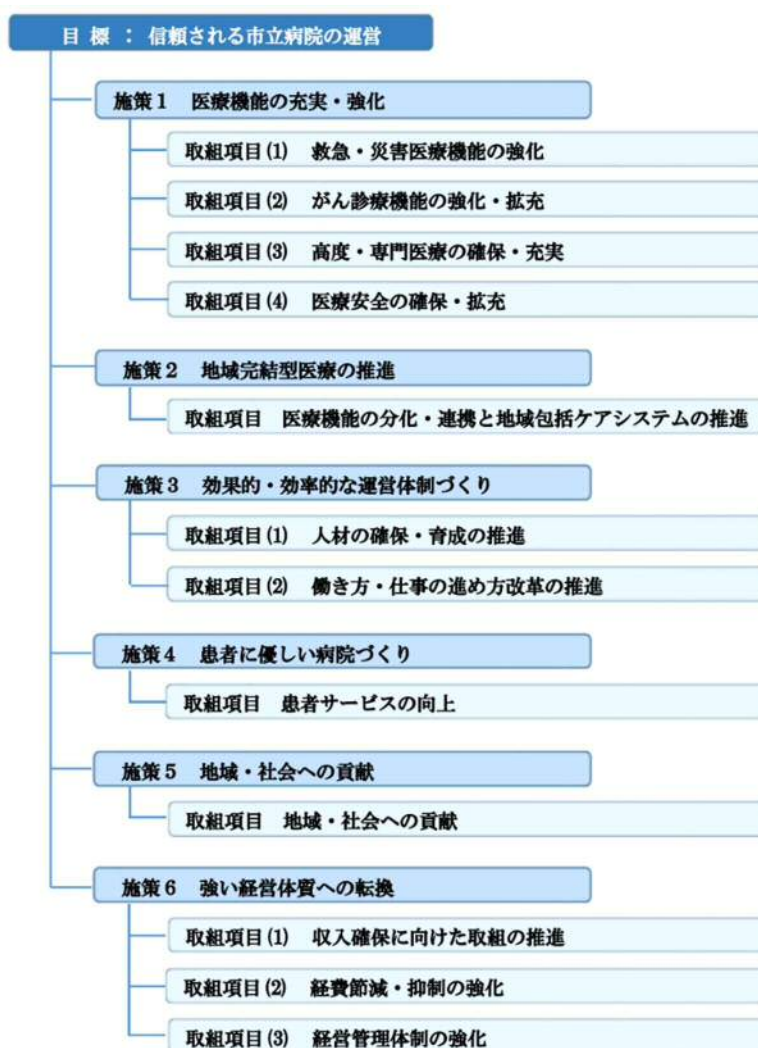 目 標 ： 信頼される市立病院の運営
施策１　医療機能の充実・強化
取組項目(1)　救急・災害医療機能の強化
取組項目(2)　がん診療機能の強化・拡充
取組項目(3)　高度・専門医療の確保・充実
取組項目(4)　医療安全の確保・拡充
施策２　地域完結型医療の推進
取組項目　医療機能の分化・連携と地域包括ケアシステムの推進
施策３　効果的・効率的な運営体制づくり
取組項目(1)　人材の確保・育成の推進
取組項目(2)　働き方・仕事の進め方改革の推進
施策４　患者に優しい病院づくり
取組項目　患者サービスの向上
施策５　地域・社会への貢献
取組項目　地域・社会への貢献
施策６　強い経営体質への転換
取組項目(1)　収入確保に向けた取組の推進
取組項目(2)　経費節減・抑制の強化
取組項目(3)　経営管理体制の強化